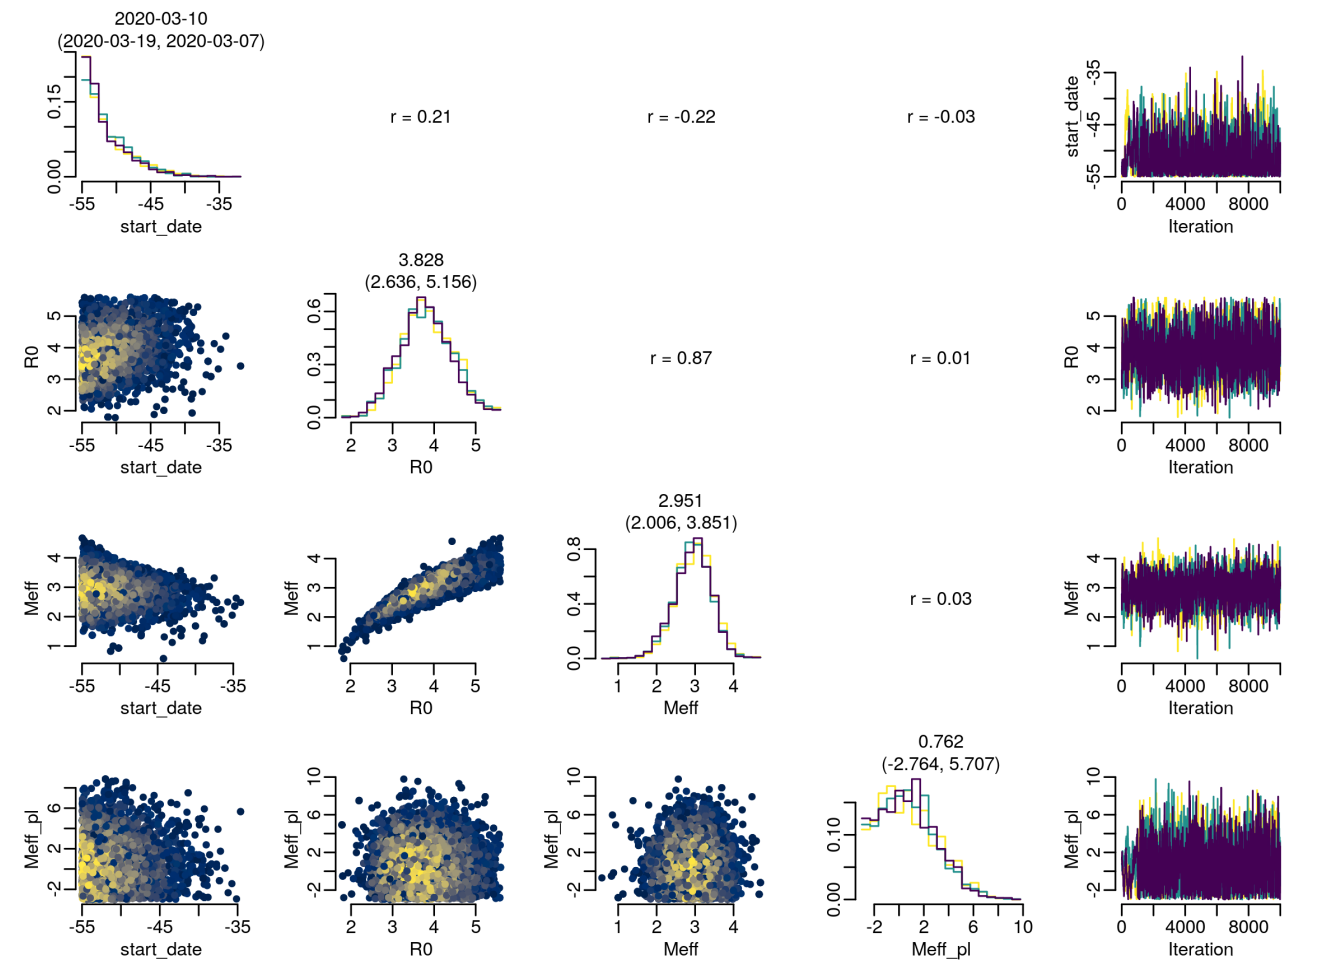 2020-03-10
(2020-03-19, 2020-03-07)
0.00 0.15
-55 -45 -35
start_date
r = 0.21
r = -0.22
r = -0.03
start_date
-55 -45 -35
0 4000 8000
Iteration
R0
2 3 4 5
-55 -45 -35
start_date
3.828
(2.636, 5.156)
0.0 0.3 0.6
2 3 4 5
R0
r = 0.87
r = 0.01
R0
2 3 4 5
0 4000 8000
Iteration
Meff
1 2 3 4
-55 -45 -35
start_date
Meff
1 2 3 4
2 3 4 5
R0
2.951
(2.006, 3.851)
0.0 0.4 0.8
1 2 3 4
Meff
r = 0.03
Meff
1 2 3 4
0 4000 8000
Iteration
Meff_pl
-2 2 6
-55 -45 -35
start_date
Meff_pl
-2 2 6 10
2 3 4 5
R0
Meff_pl
-2 2 6 10
1 2 3 4
Meff
0.762
(-2.764, 5.707)
0.00 0.10
-2 2 6 10
Meff_pl
Meff_pl
-2 2 6 10
0 4000 8000
Iteration